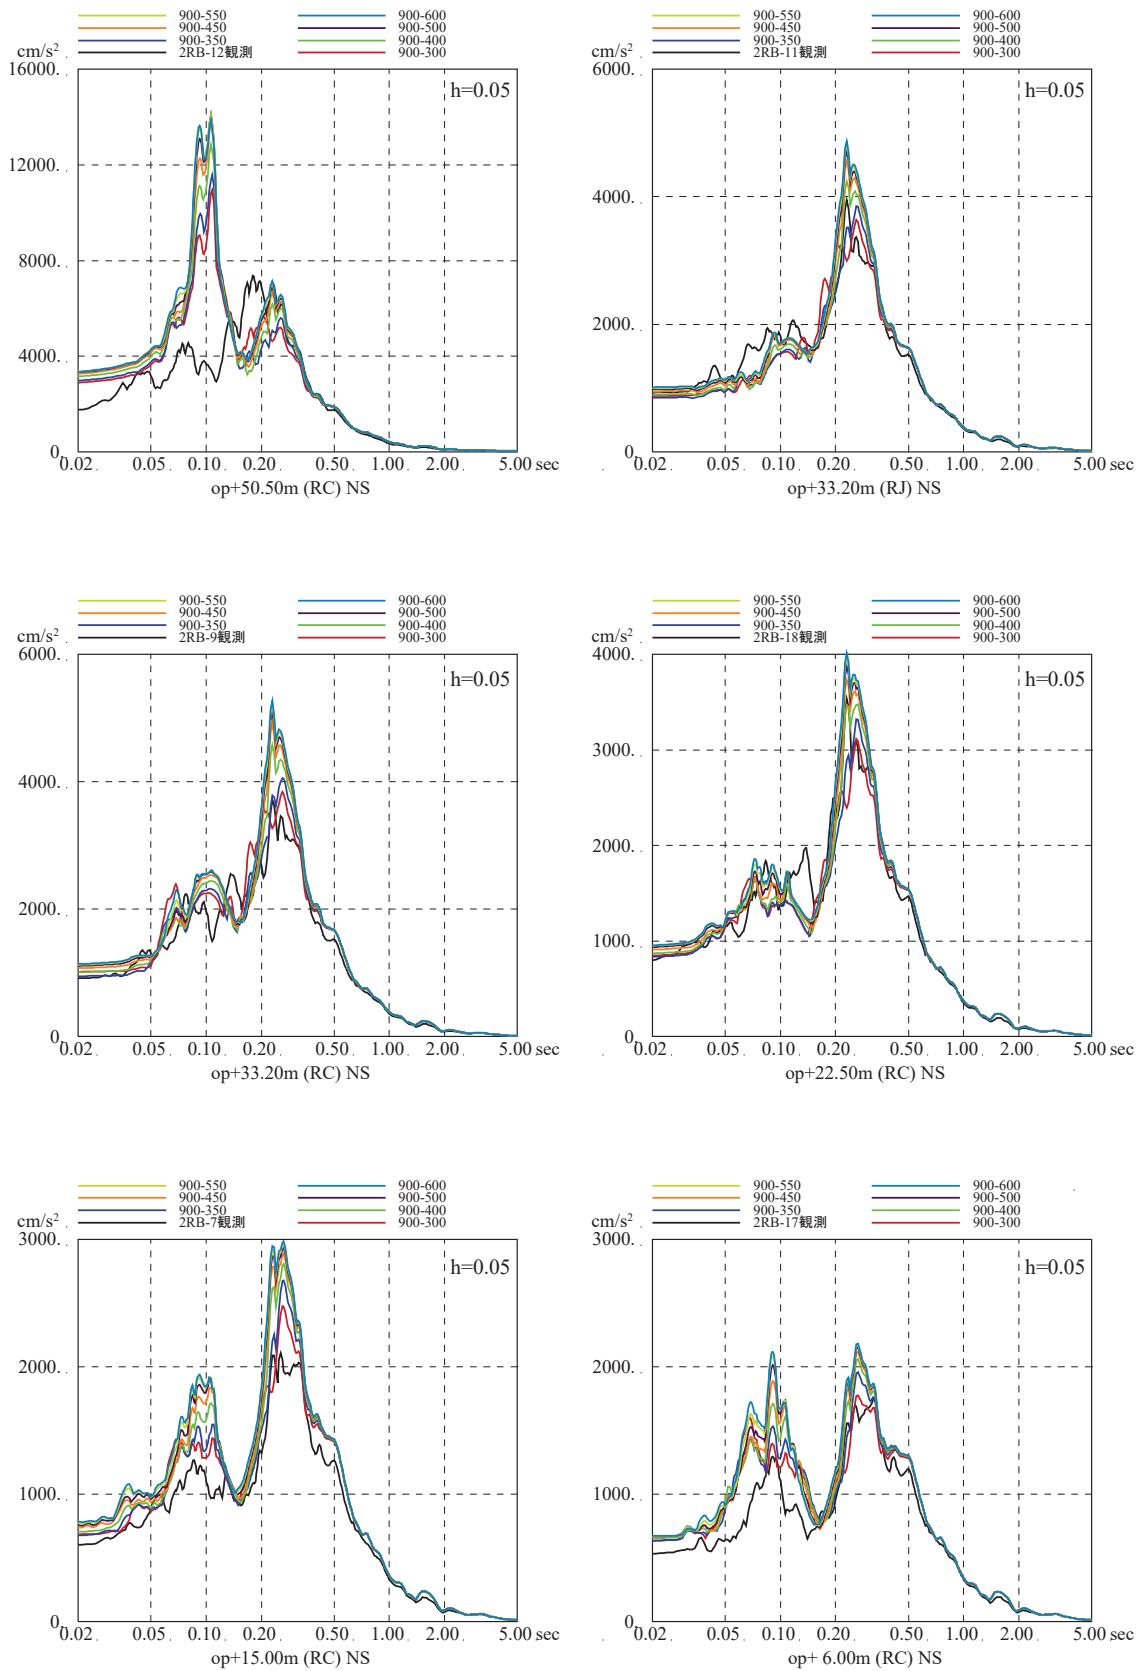 900-550
900-600
900-450
900-500
900-350
900-400
2RB-12観測
900-300
cm/s²
16000.
h=0.05
12000.
8000.
4000.
0.
0.02 0.05 0.10 0.20 0.50 1.00 2.00 5.00 sec
op+50.50m (RC) NS
900-550
900-600
900-450
900-500
900-350
900-400
2RB-11観測
900-300
cm/s²
6000.
h=0.05
4000.
2000.
0.
0.02 0.05 0.10 0.20 0.50 1.00 2.00 5.00 sec
op+33.20m (RJ) NS
900-550
900-600
900-450
900-500
900-350
900-400
2RB-9観測
900-300
cm/s²
6000.
h=0.05
4000.
2000.
0.
0.02 0.05 0.10 0.20 0.50 1.00 2.00 5.00 sec
op+33.20m (RC) NS
900-550
900-600
900-450
900-500
900-350
900-400
2RB-18観測
900-300
cm/s²
4000.
h=0.05
3000.
2000.
1000.
0.
0.02 0.05 0.10 0.20 0.50 1.00 2.00 5.00 sec
op+22.50m (RC) NS
900-550
900-600
900-450
900-500
900-350
900-400
2RB-7観測
900-300
cm/s²
3000.
h=0.05
2000.
1000.
0.
0.02 0.05 0.10 0.20 0.50 1.00 2.00 5.00 sec
op+15.00m (RC) NS
900-550
900-600
900-450
900-500
900-350
900-400
2RB-17観測
900-300
cm/s²
3000.
h=0.05
2000.
1000.
0.
0.02 0.05 0.10 0.20 0.50 1.00 2.00 5.00 sec
op+ 6.00m (RC) NS